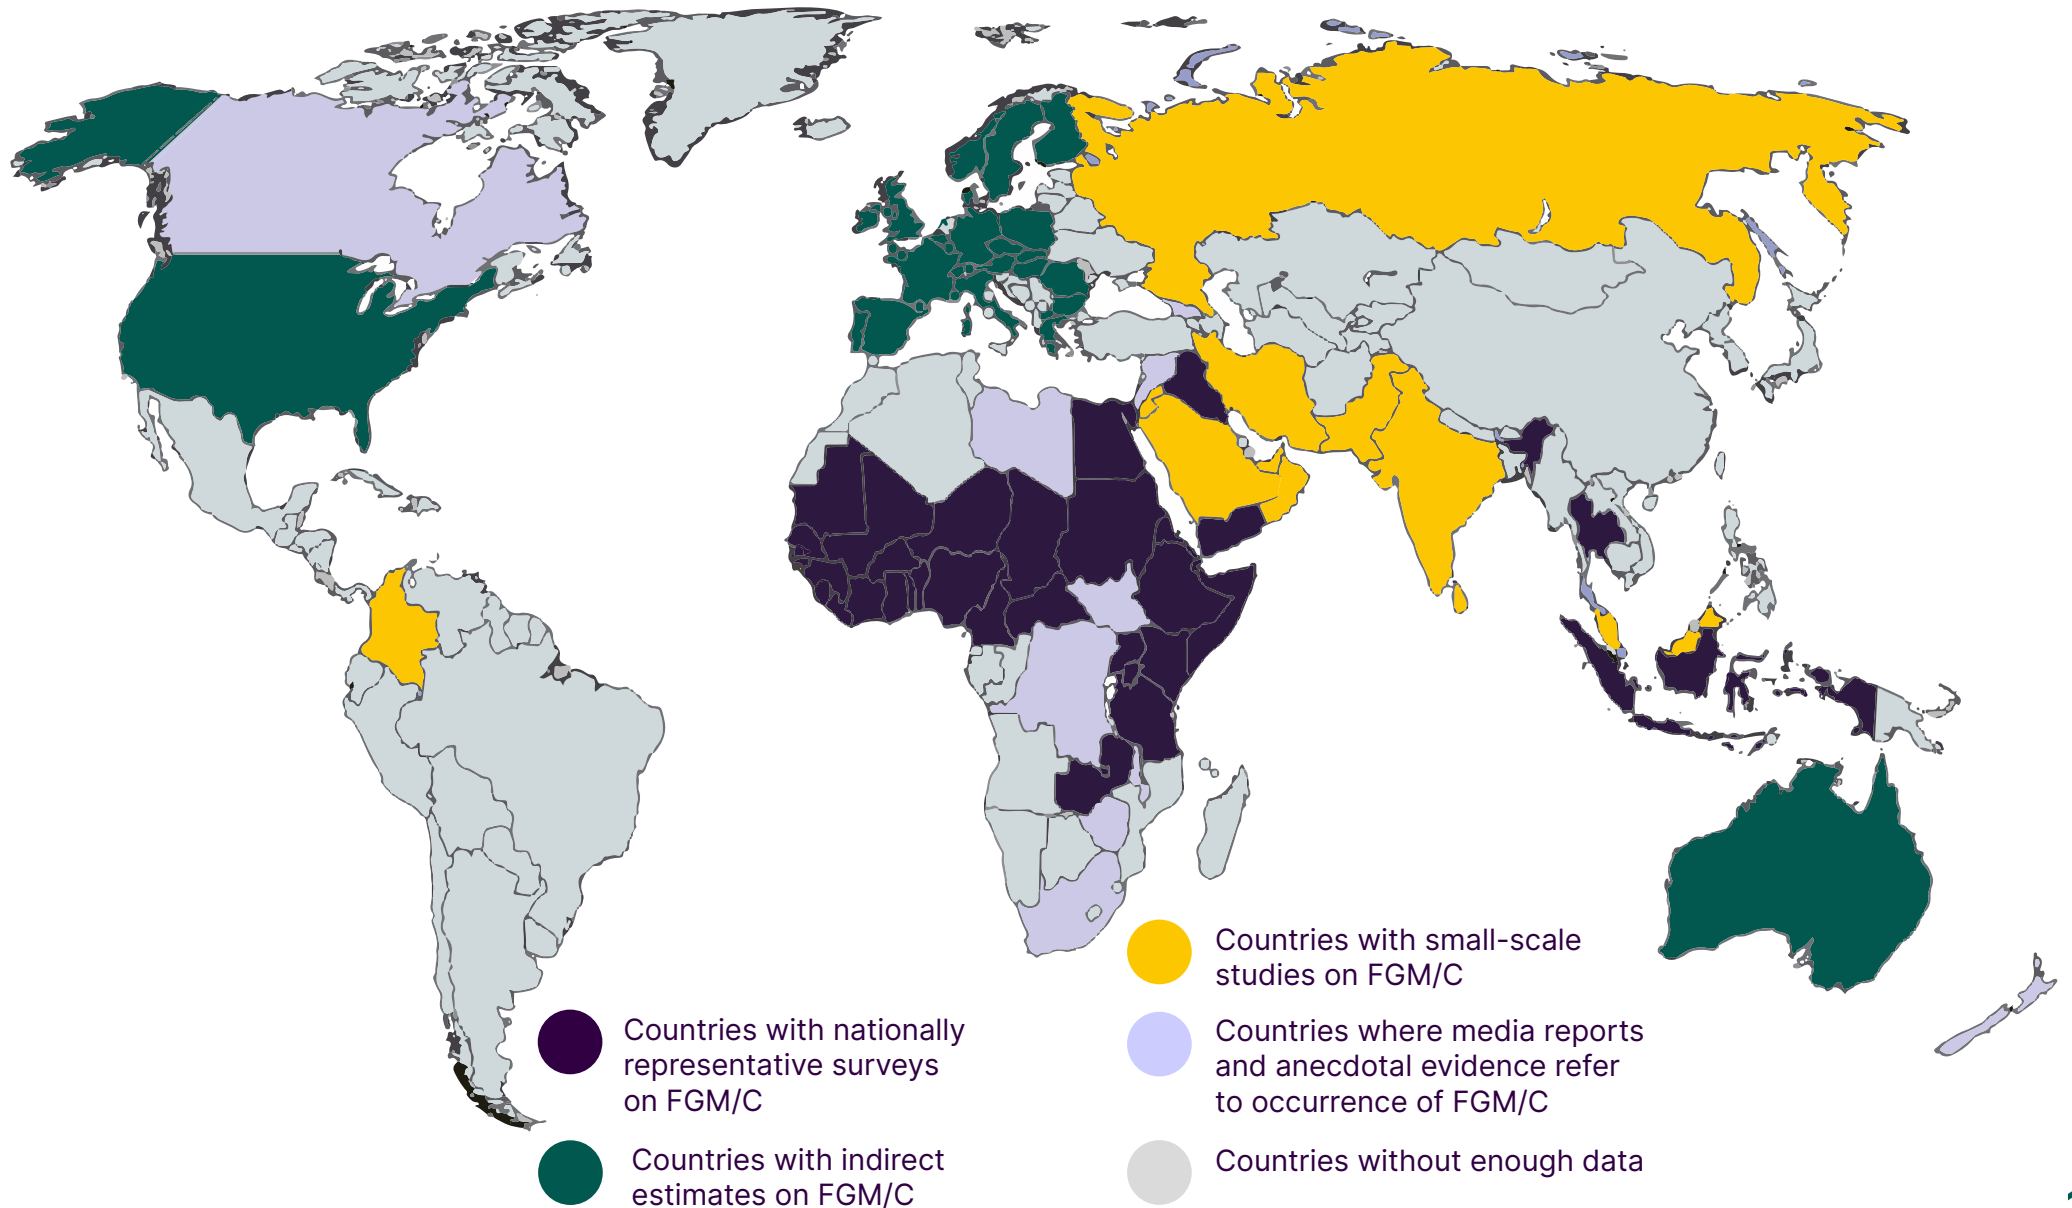 Countries with nationally
representative surveys
on FGM/C
Countries with indirect
estimates on FGM/C
Countries with small-scale
studies on FGM/C
Countries where media reports
and anecdotal evidence refer
to occurrence of FGM/C
Countries without enough data